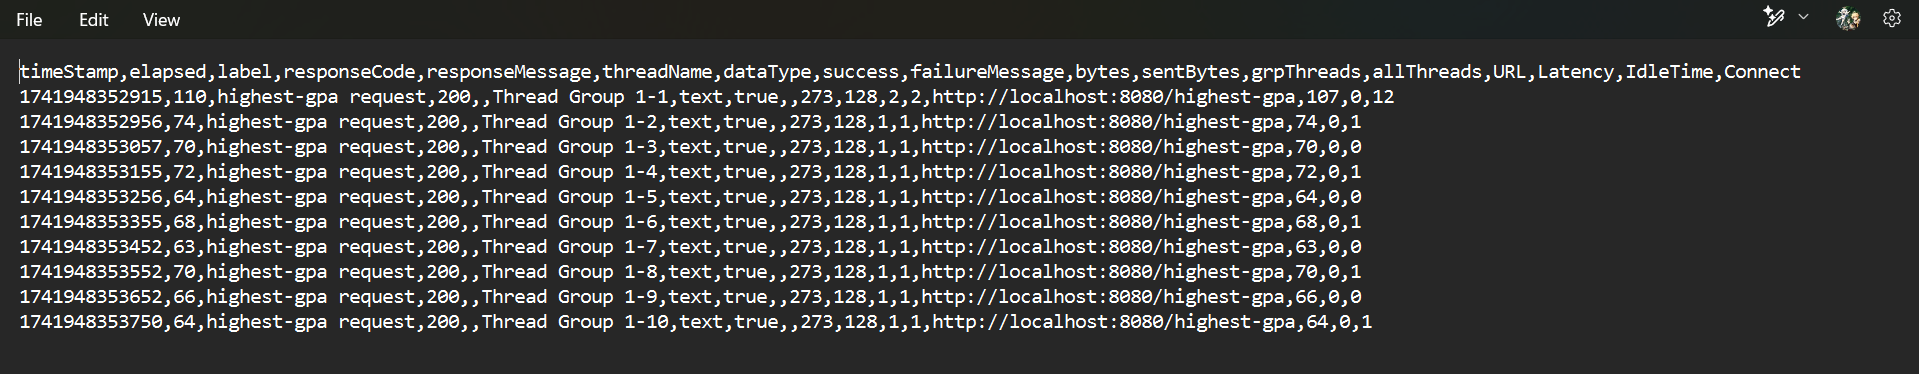 File Edit View
timeStamp,elapsed,label,responseCode,responseMessage,threadName,dataType,success,failureMessage,bytes,sentBytes,grpThreads,allThreads,URL,Latency,IdleTime,Connect
1741948352915,110,highest-gpa request,200,,Thread Group 1-1,text,true,,273,128,2,2,http://localhost:8080/highest-gpa,107,0,12
1741948352956,74,highest-gpa request,200,,Thread Group 1-2,text,true,,273,128,1,1,http://localhost:8080/highest-gpa,74,0,1
1741948353057,70,highest-gpa request,200,,Thread Group 1-3,text,true,,273,128,1,1,http://localhost:8080/highest-gpa,70,0,0
1741948353155,72,highest-gpa request,200,,Thread Group 1-4,text,true,,273,128,1,1,http://localhost:8080/highest-gpa,72,0,1
1741948353256,64,highest-gpa request,200,,Thread Group 1-5,text,true,,273,128,1,1,http://localhost:8080/highest-gpa,64,0,0
1741948353355,68,highest-gpa request,200,,Thread Group 1-6,text,true,,273,128,1,1,http://localhost:8080/highest-gpa,68,0,1
1741948353452,63,highest-gpa request,200,,Thread Group 1-7,text,true,,273,128,1,1,http://localhost:8080/highest-gpa,63,0,0
1741948353552,70,highest-gpa request,200,,Thread Group 1-8,text,true,,273,128,1,1,http://localhost:8080/highest-gpa,70,0,1
1741948353652,66,highest-gpa request,200,,Thread Group 1-9,text,true,,273,128,1,1,http://localhost:8080/highest-gpa,66,0,0
1741948353750,64,highest-gpa request,200,,Thread Group 1-10,text,true,,273,128,1,1,http://localhost:8080/highest-gpa,64,0,1